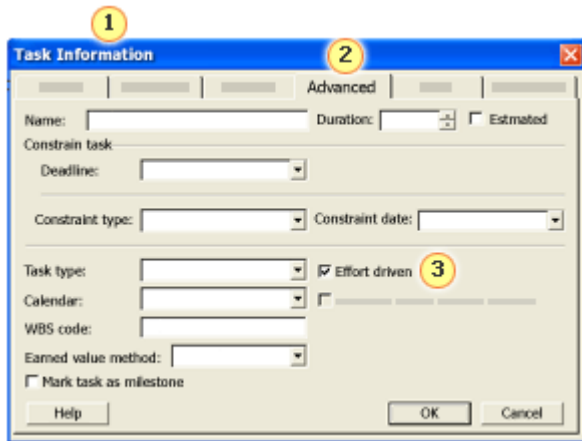 1
Task Information
2
Advanced
Name: Duration: Estmated
Constrain task
Deadline:
Constraint type: Constraint date:
Task type: Effort driven 3
Calendar:
WBS code:
Earned value method:
Mark task as milestone
Help OK Cancel